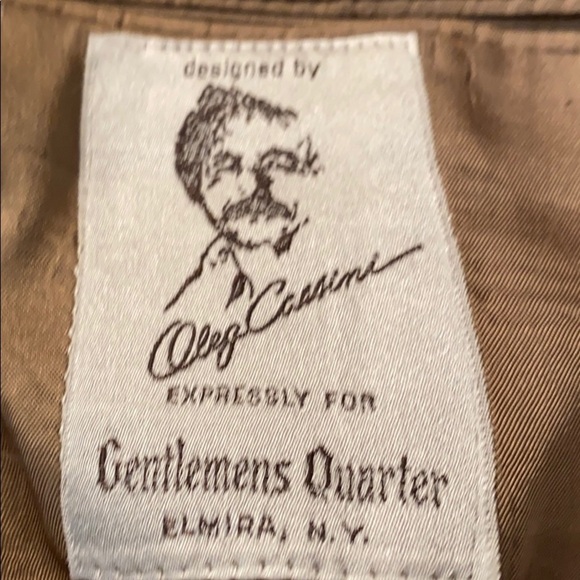 designed by
Oleg Cassini
EXPRESSLY FOR
Gentlemens Quarter
ELMIRA, N.Y.